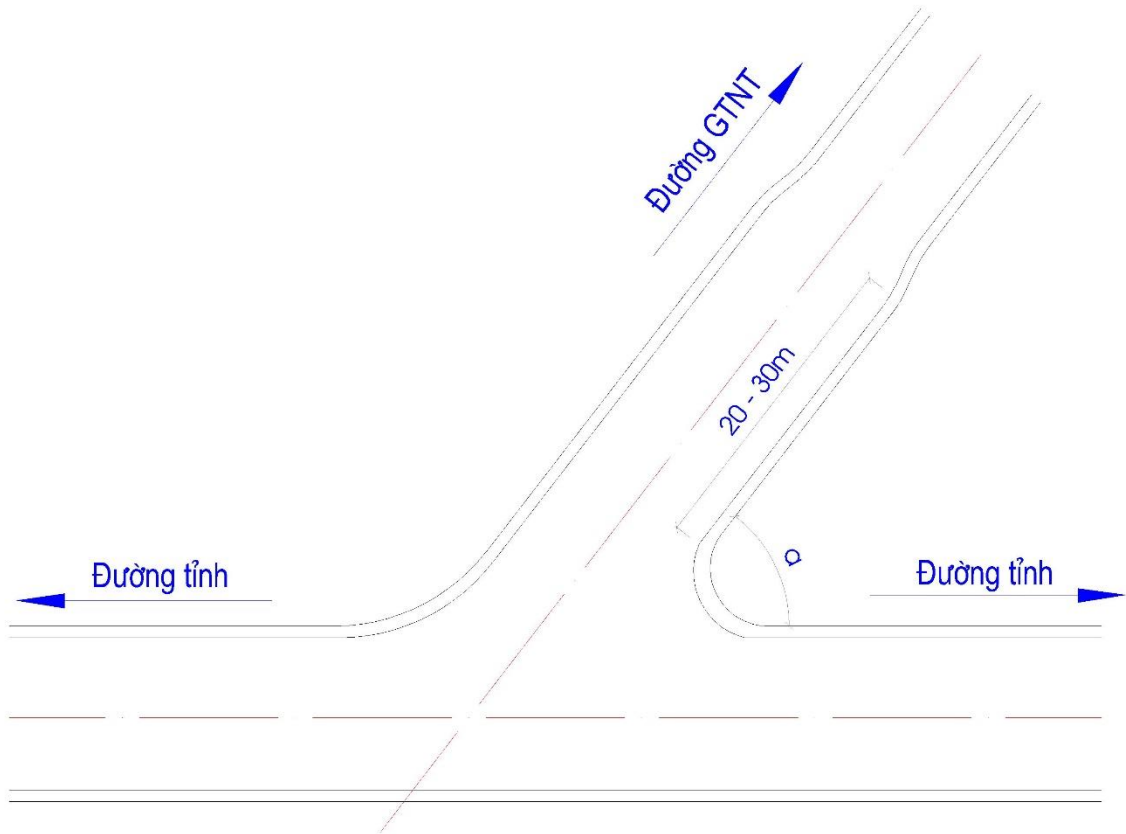 Đường GTNT
20 - 30m
Đường tỉnh
α
Đường tỉnh